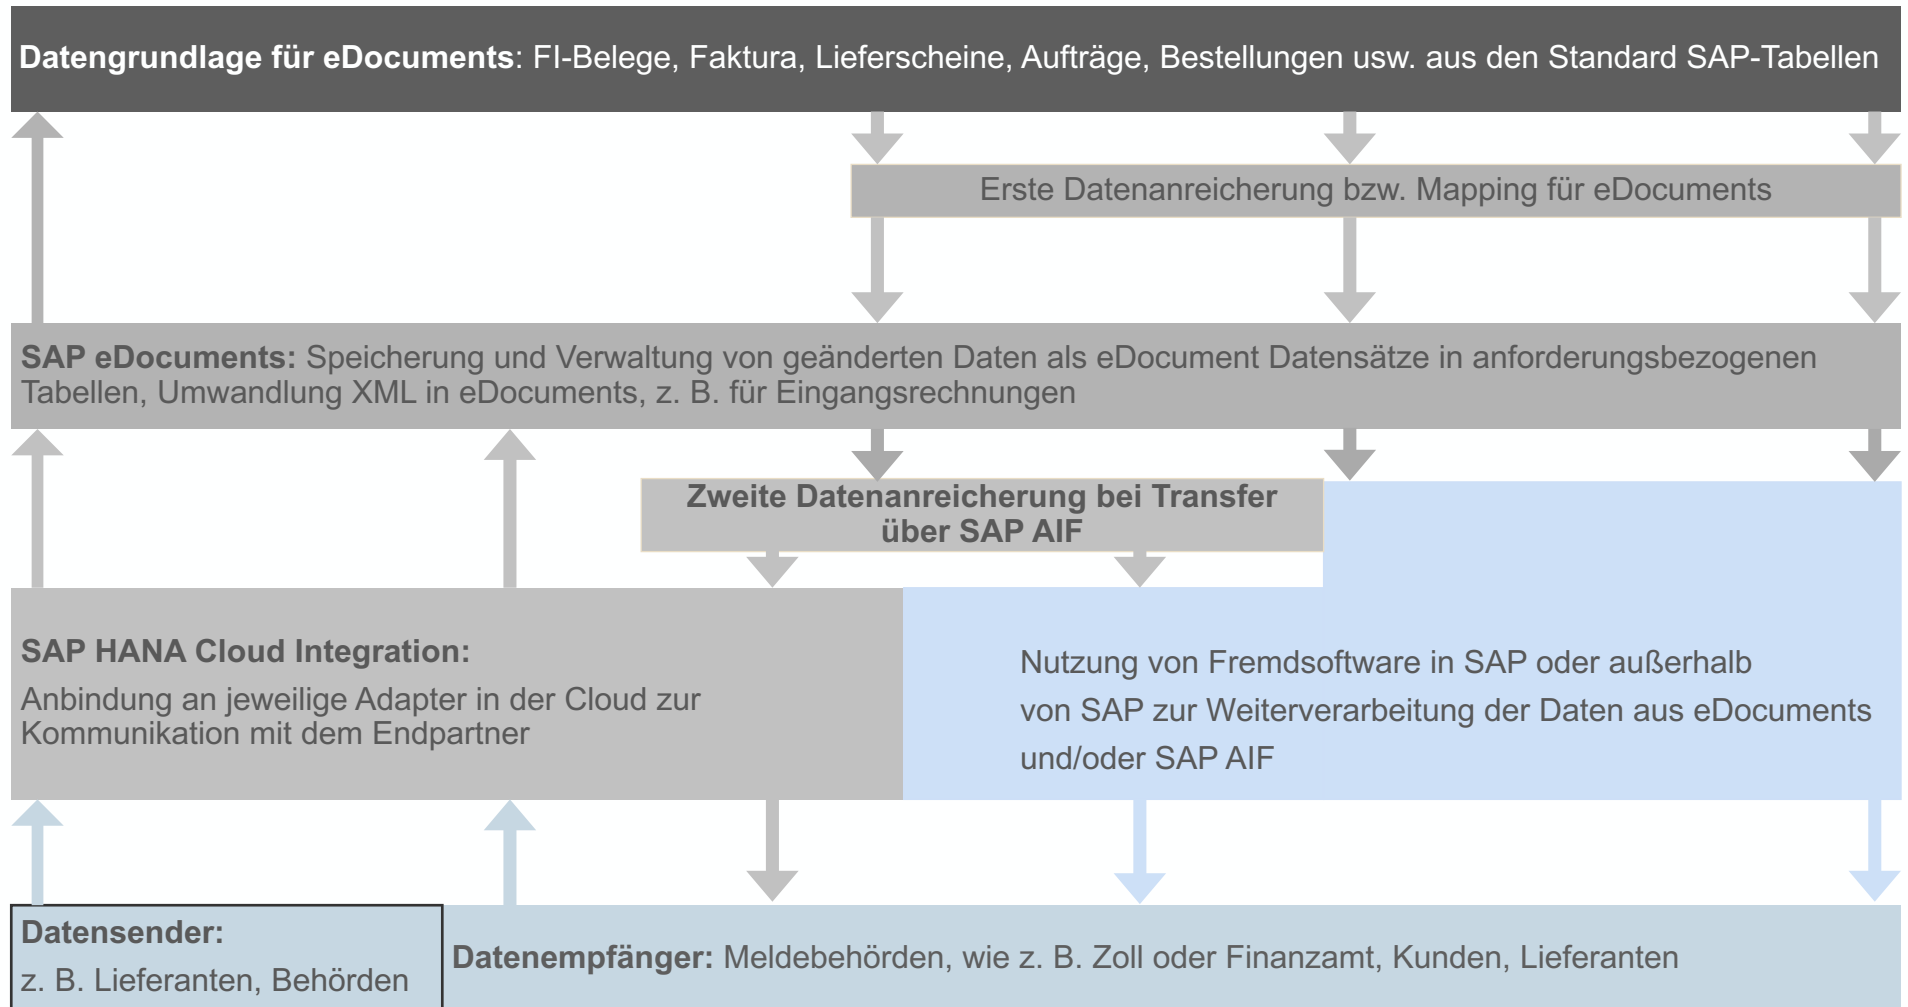 Datengrundlage für eDocuments: FI-Belege, Faktura, Lieferscheine, Aufträge, Bestellungen usw. aus den Standard SAP-Tabellen
Erste Datenanreicherung bzw. Mapping für eDocuments
SAP eDocuments: Speicherung und Verwaltung von geänderten Daten als eDocument Datensätze in anforderungsbezogenen
Tabellen, Umwandlung XML in eDocuments, z. B. für Eingangsrechnungen
Zweite Datenanreicherung bei Transfer
über SAP AIF
SAP HANA Cloud Integration:
Anbindung an jeweilige Adapter in der Cloud zur
Kommunikation mit dem Endpartner
Nutzung von Fremdsoftware in SAP oder außerhalb
von SAP zur Weiterverarbeitung der Daten aus eDocuments
und/oder SAP AIF
Datensender:
z. B. Lieferanten, Behörden
Datenempfänger: Meldebehörden, wie z. B. Zoll oder Finanzamt, Kunden, Lieferanten